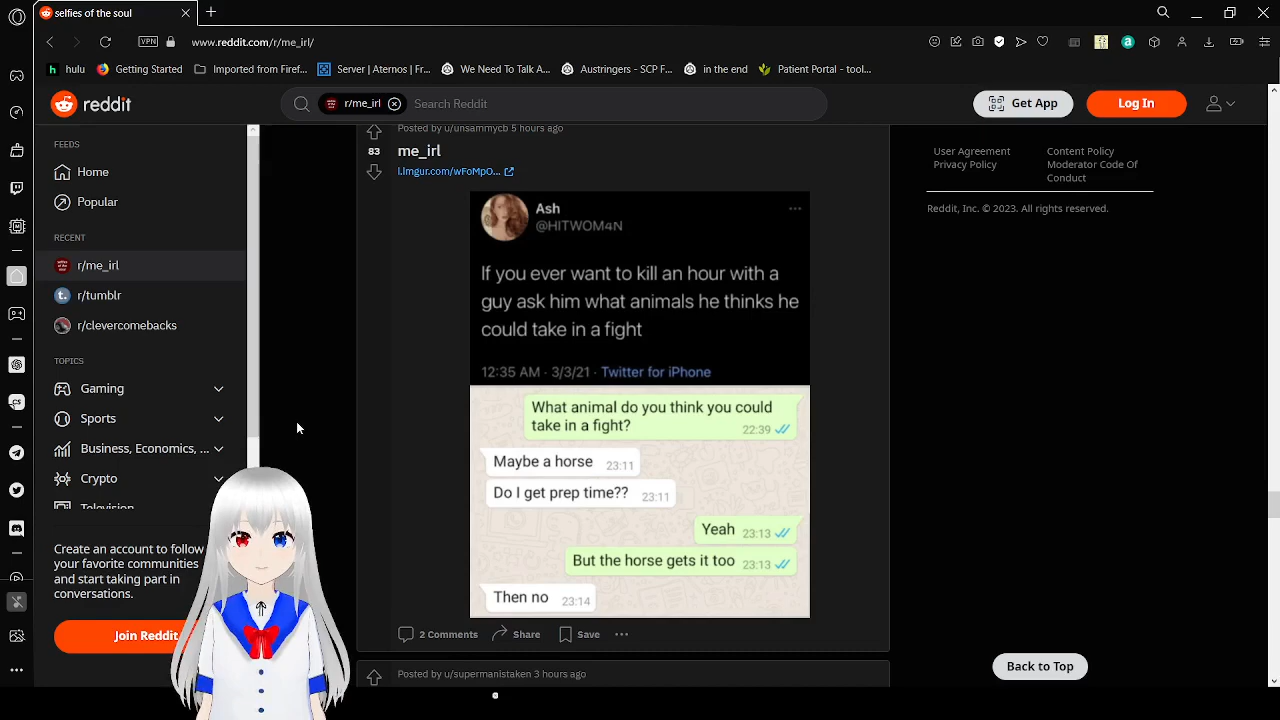 selfies of the soul
VPN
www.reddit.com/r/me_irl/
hulu
Getting Started
Imported from Firef...
Server | Aternos | Fr...
We Need To Talk A...
Austringers - SCP F...
in the end
Patient Portal - tool...
reddit
r/me_irl
Search Reddit
Get App
Log In
FEEDS
Home
Popular
RECENT
r/me_irl
r/tumblr
r/clevercomebacks
TOPICS
Gaming
Sports
Business, Economics, ...
Crypto
Television
Create an account to follow
your favorite communities
and start taking part in
conversations.
Join Reddit
Posted by u/unsammycb 5 hours ago
83
me_irl
i.imgur.com/wFoMpO...
Ash
@HITWOM4N
If you ever want to kill an hour with a
guy ask him what animals he thinks he
could take in a fight
12:35 AM · 3/3/21 · Twitter for iPhone
What animal do you think you could
take in a fight?
22:39
Maybe a horse 23:11
Do I get prep time?? 23:11
Yeah 23:13
But the horse gets it too 23:13
Then no 23:14
2 Comments
Share
Save
Posted by u/supermanistaken 3 hours ago
User Agreement
Privacy Policy
Content Policy
Moderator Code Of
Conduct
Reddit, Inc. © 2023. All rights reserved.
Back to Top